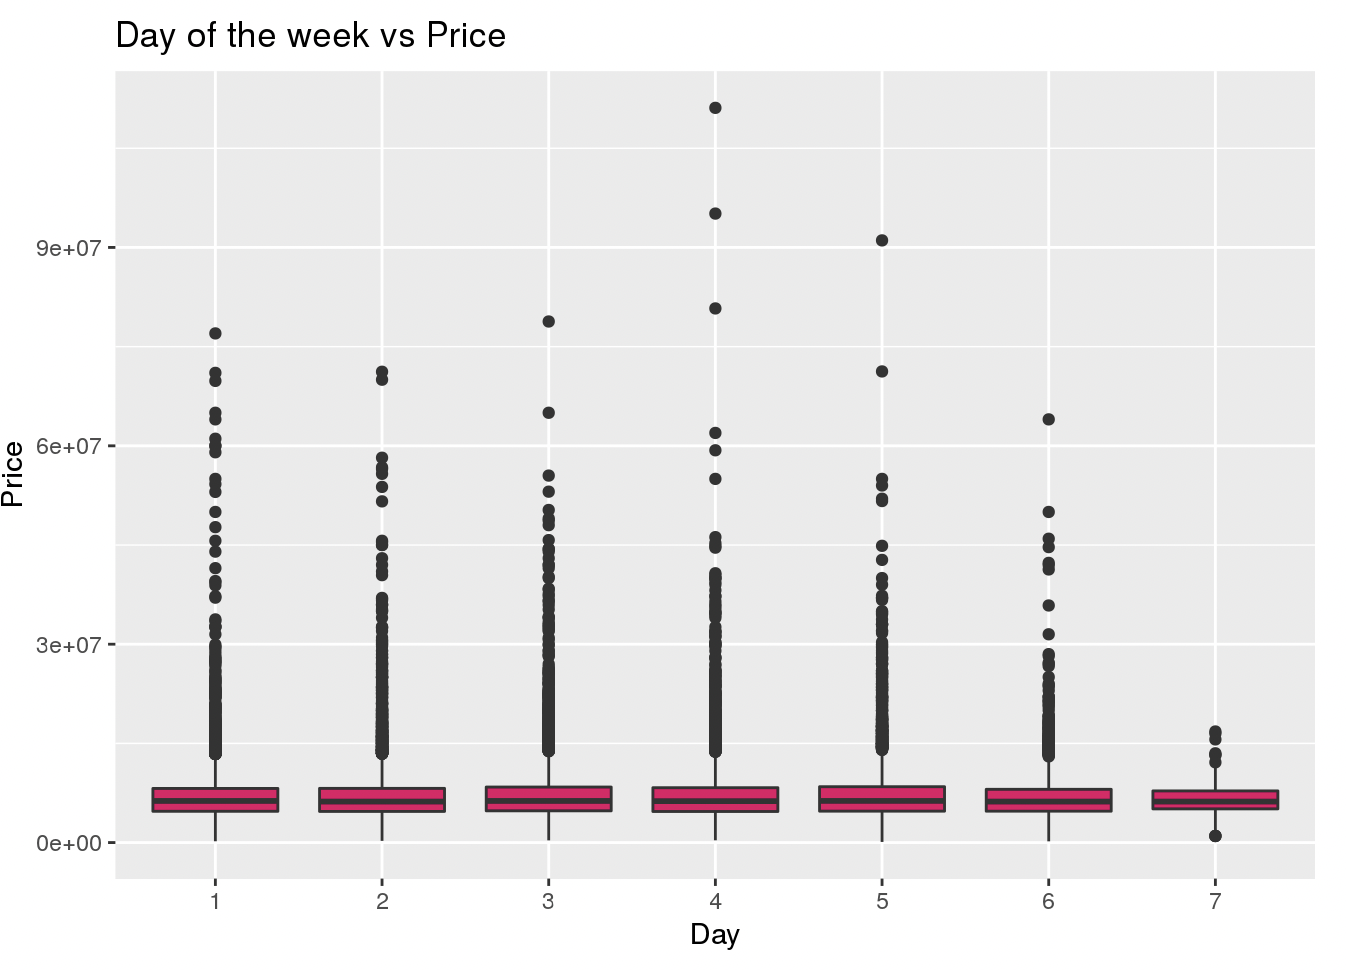 Day of the week vs Price
Price
9e+07
6e+07
3e+07
0e+00
1 2 3 4 5 6 7
Day